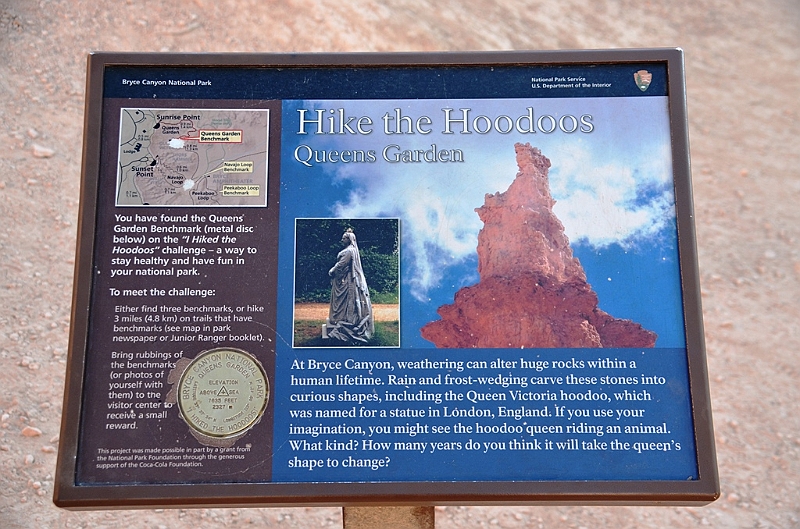 Bryce Canyon National Park
National Park Service
U.S. Department of the Interior
Hike the Hoodoos
Queens Garden
Sunrise Point
Queens
Garden
Queens Garden
Benchmark
Lodge
Sunset
Point
Navajo
Loop
Navajo Loop
Benchmark
Peekaboo
Loop
Peekaboo Loop
Benchmark
You have found the Queens
Garden Benchmark (metal disc
below) on the "I Hiked the
Hoodoos" challenge – a way to
stay healthy and have fun in
your national park.
To meet the challenge:
Either find three benchmarks, or hike
3 miles (4.8 km) on trails that have
benchmarks (see map in park
newspaper or Junior Ranger booklet).
Bring rubbings of
the benchmarks
(or photos of
yourself with
them) to the
visitor center to
receive a small
reward.
BRYCE CANYON NATIONAL PARK
QUEENS GARDEN
ELEVATION
ABOVE SEA
FEET
2327 M
I HIKED THE HOODOOS!
This project was made possible in part by a grant from
the National Park Foundation through the generous
support of the Coca-Cola Foundation.
At Bryce Canyon, weathering can alter huge rocks within a
human lifetime. Rain and frost-wedging carve these stones into
curious shapes, including the Queen Victoria hoodoo, which
was named for a statue in London, England. If you use your
imagination, you might see the hoodoo queen riding an animal.
What kind? How many years do you think it will take the queen's
shape to change?